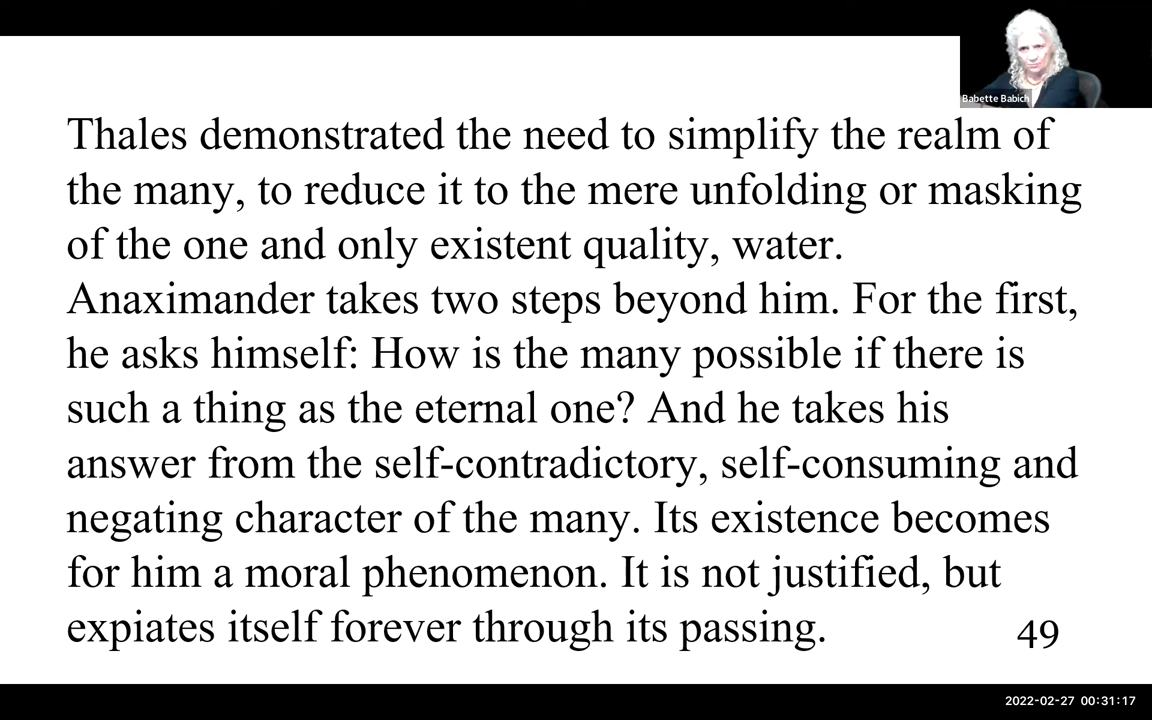 Babette Babich
Thales demonstrated the need to simplify the realm of
the many, to reduce it to the mere unfolding or masking
of the one and only existent quality, water.
Anaximander takes two steps beyond him. For the first,
he asks himself: How is the many possible if there is
such a thing as the eternal one? And he takes his
answer from the self-contradictory, self-consuming and
negating character of the many. Its existence becomes
for him a moral phenomenon. It is not justified, but
expiates itself forever through its passing.
49
2022-02-27 00:31:17